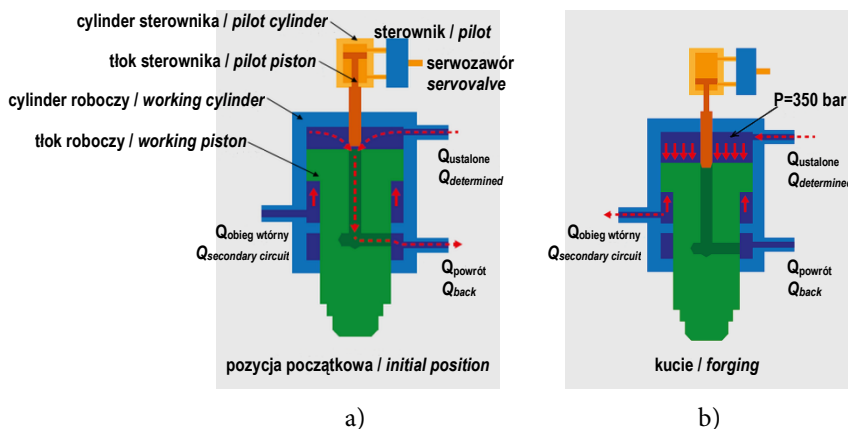 cylinder sterownika / pilot cylinder
sterownik / pilot
tłok sterownika / pilot piston
serwozawór
servovalve
cylinder roboczy / working cylinder
tłok roboczy / working piston
Qustalone
Qdetermined
Qobieg wtórny
Qsecondary circuit
Qpowrót
Qback
pozycja początkowa / initial position
a)
P=350 bar
Qustalone
Qdetermined
Qobieg wtórny
Qsecondary circuit
Qpowrót
Qback
kucie / forging
b)